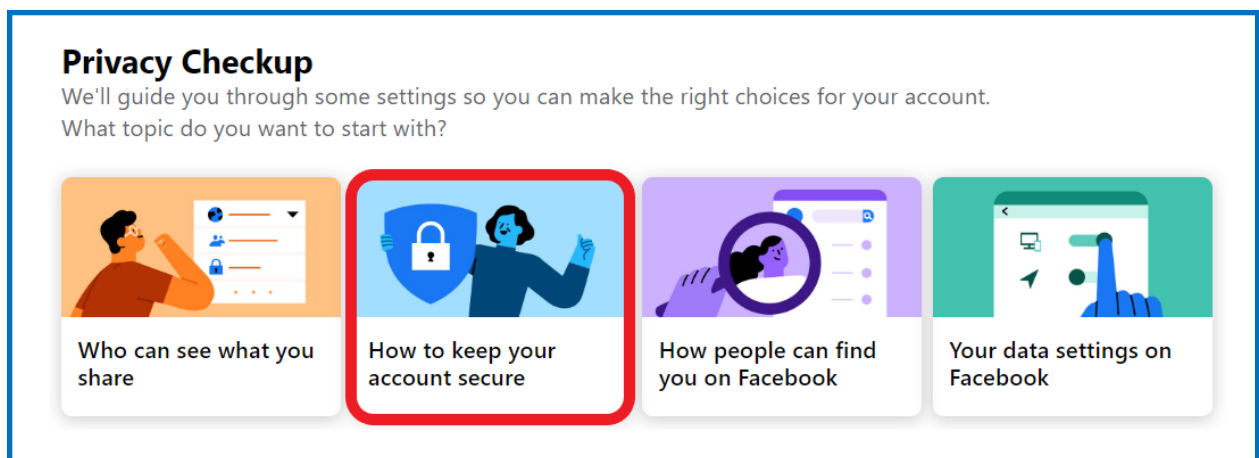 Privacy Checkup
We'll guide you through some settings so you can make the right choices for your account.
What topic do you want to start with?
Who can see what you
share
How to keep your
account secure
How people can find
you on Facebook
Your data settings on
Facebook